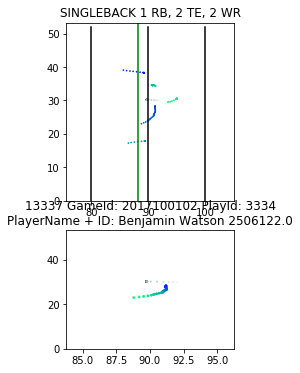 SINGLEBACK 1 RB, 2 TE, 2 WR
50
40
30
20
10
0
80 90 100
13337 GameId: 2017100102 PlayId: 3334
PlayerName + ID: Benjamin Watson 2506122.0
40
20
0
85.0 87.5 90.0 92.5 95.0